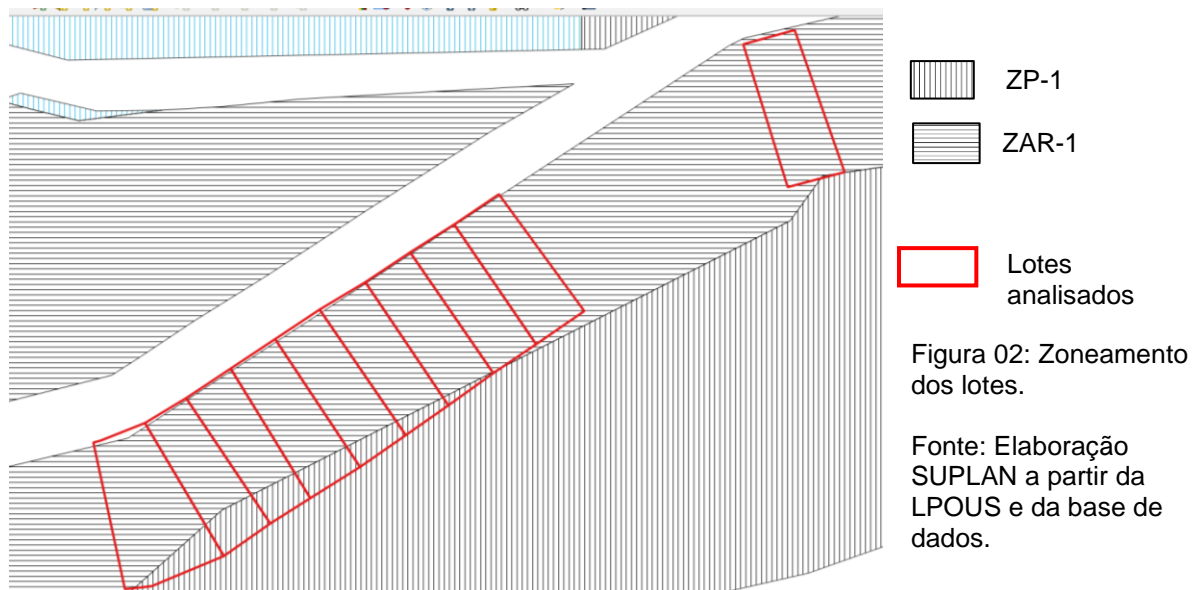 ZP-1
ZAR-1
Lotes
analisados
Figura 02: Zoneamento
dos lotes.
Fonte: Elaboração
SUPLAN a partir da
LPOUS e da base de
dados.